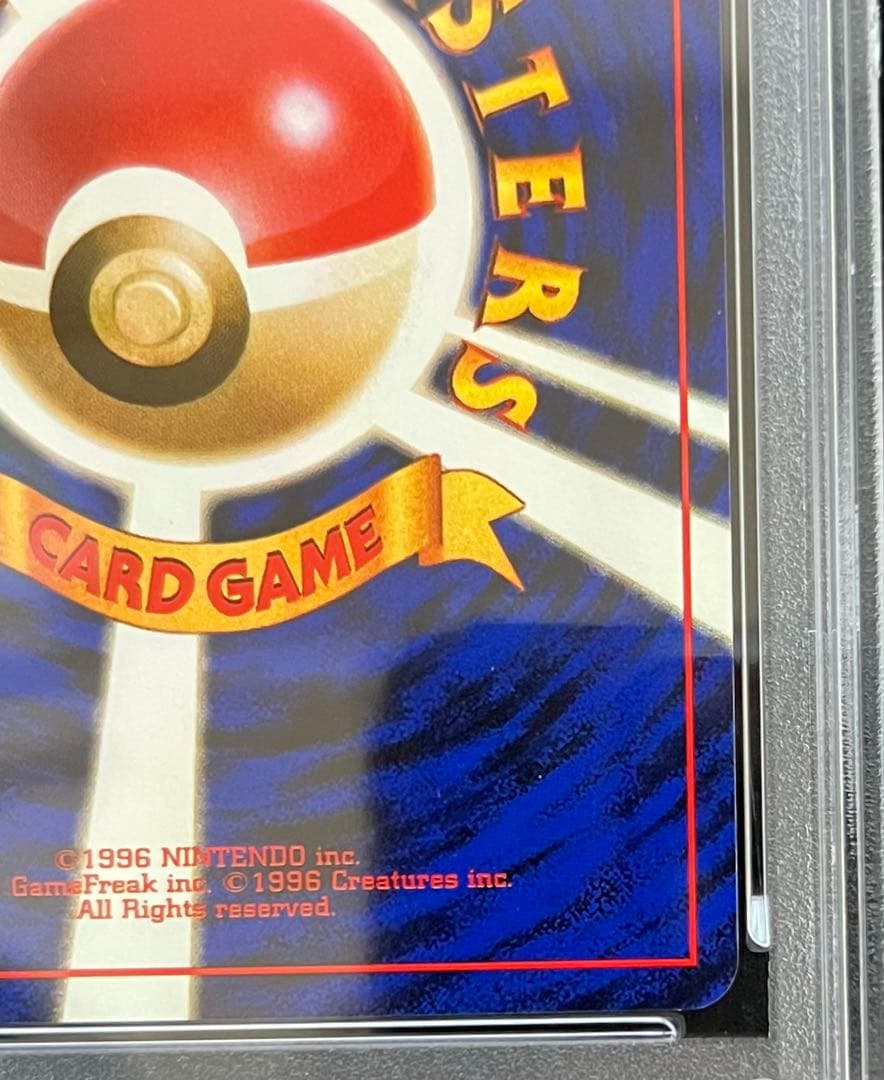 STERS
CARD GAME
©1996 NINTENDO inc.
GameFreak inc. ©1996 Creatures inc.
All Rights reserved.